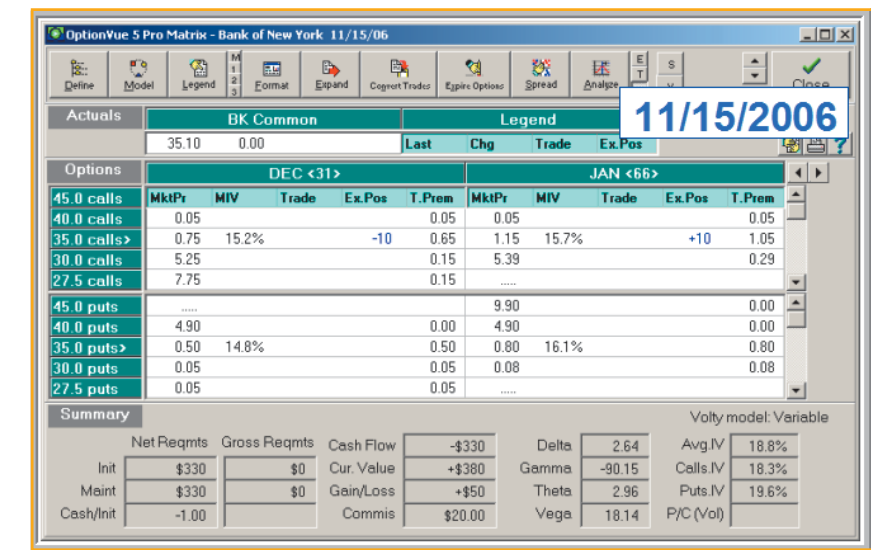 OptionVue 5 Pro Matrix - Bank of New York 11/15/06
Define Model Legend M 1 2 3 Format Expand Convert Trades Expire Options Spread Analyze E T S Close
11/15/2006
Actuals BK Common Legend
35.10 0.00 Last Chg Trade Ex.Pos ?
Options DEC <31> JAN <66>
45.0 calls MktPr MIV Trade Ex.Pos T.Prem MktPr MIV Trade Ex.Pos T.Prem
40.0 calls 0.05 0.05 0.05 0.05
35.0 calls> 0.75 15.2% -10 0.65 1.15 15.7% +10 1.05
30.0 calls 5.25 0.15 5.39 0.29
27.5 calls 7.75 0.15 .....
45.0 puts ..... 9.90 0.00
40.0 puts 4.90 0.00 4.90 0.00
35.0 puts> 0.50 14.8% 0.50 0.80 16.1% 0.80
30.0 puts 0.05 0.05 0.08 0.08
27.5 puts 0.05 0.05 .....
Summary Volty model: Variable
Net Reqmts Gross Reqmts Cash Flow -$330 Delta 2.64 Avg.IV 18.8%
Init $330 $0 Cur. Value +$380 Gamma -90.15 Calls.IV 18.3%
Maint $330 $0 Gain/Loss +$50 Theta 2.96 Puts.IV 19.6%
Cash/Init -1.00 Commis $20.00 Vega 18.14 P/C (Vol)